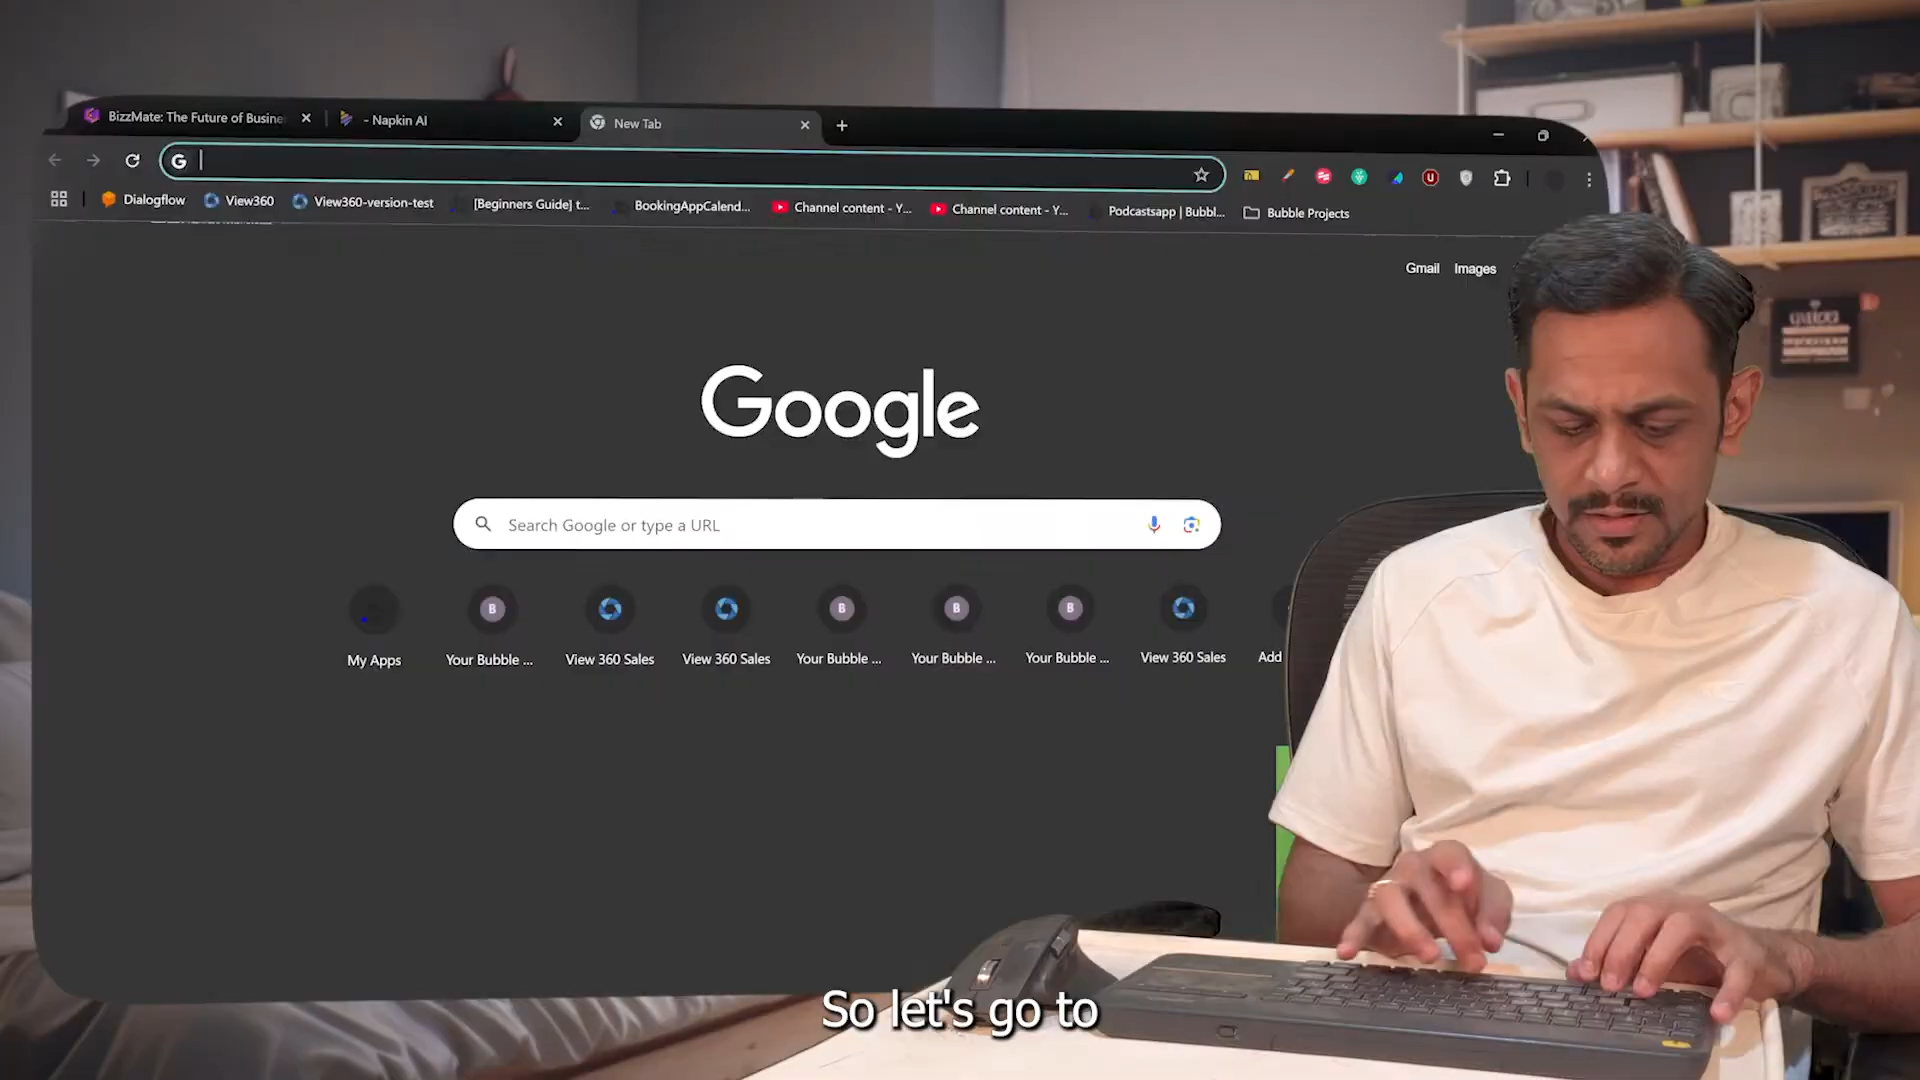 BizzMate: The Future of Busine
- Napkin AI
New Tab
Dialogflow
View360
View360-version-test
[Beginners Guide] t...
BookingAppCalend...
Channel content - Y...
Channel content - Y...
Podcastsapp | Bubbl...
Bubble Projects
Gmail
Images
Google
Search Google or type a URL
My Apps
Your Bubble ...
View 360 Sales
View 360 Sales
Your Bubble ...
Your Bubble ...
Your Bubble ...
View 360 Sales
Add
So let's go to